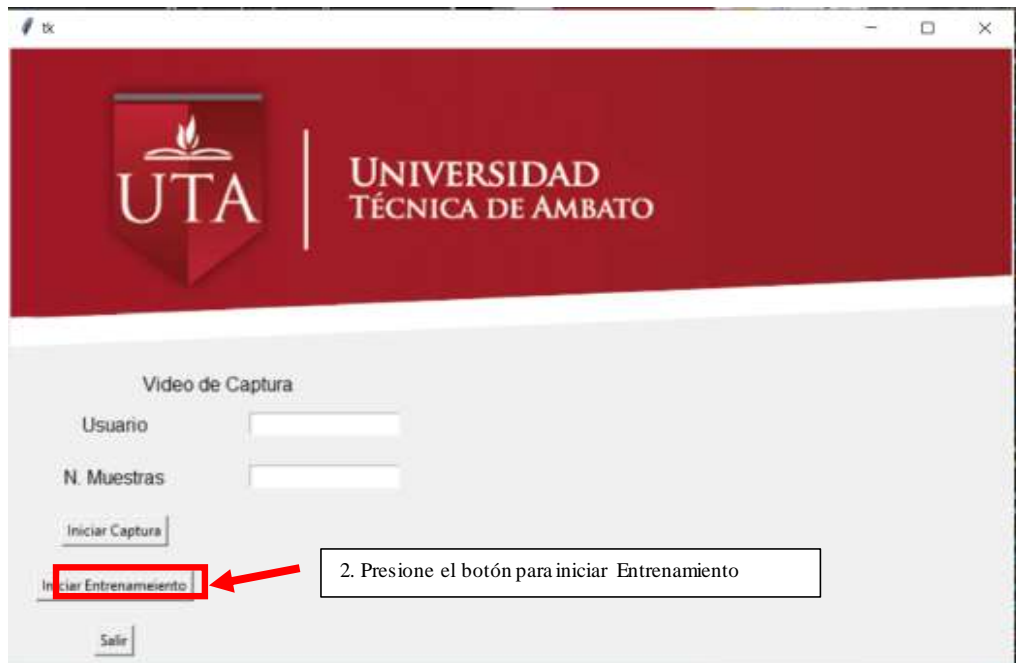 tk
UTA
UNIVERSIDAD
TÉCNICA DE AMBATO
Video de Captura
Usuario
N. Muestras
Iniciar Captura
Iniciar Entrenameiento
2. Presione el botón para iniciar Entrenamiento
Salir